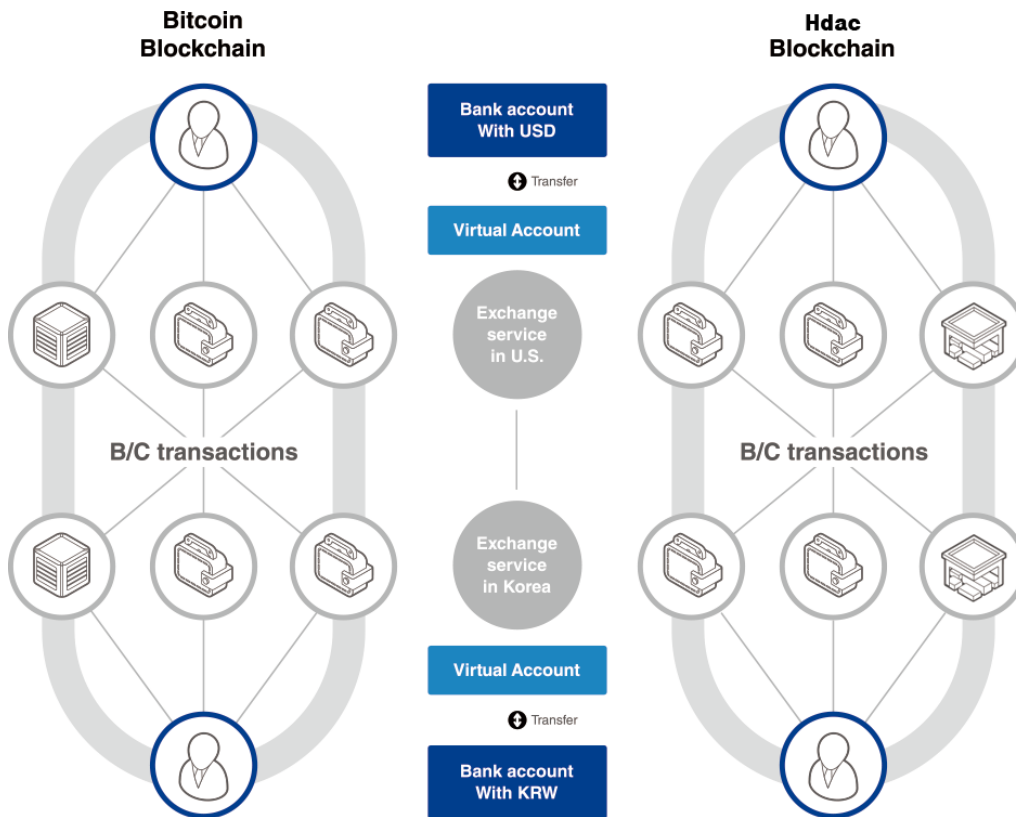 Bitcoin
Blockchain
Hdac
Blockchain
Bank account
With USD
Transfer
Virtual Account
Exchange
service
in U.S.
B/C transactions
B/C transactions
Exchange
service
in Korea
Virtual Account
Transfer
Bank account
With KRW